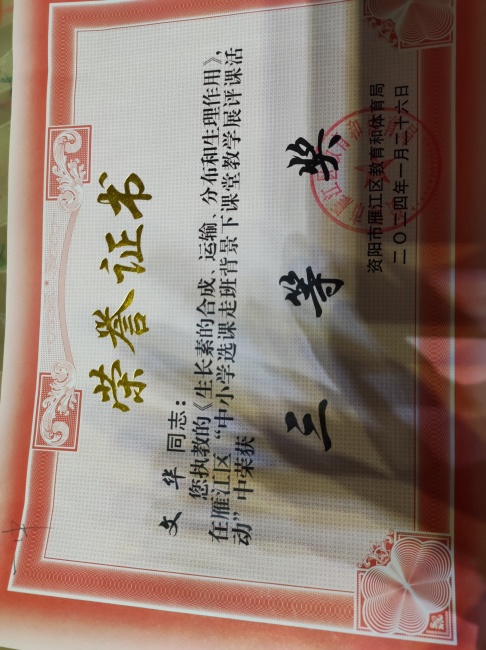 荣誉证书
文华 同志:
您执教的《生长素的合成、运输、分布和生理作用》,
在雁江区“中小学选课走班背景下课堂教学展评课活
动”中荣获
三等奖
资阳市雁江区教育和体育局
二〇二四年一月二十六日